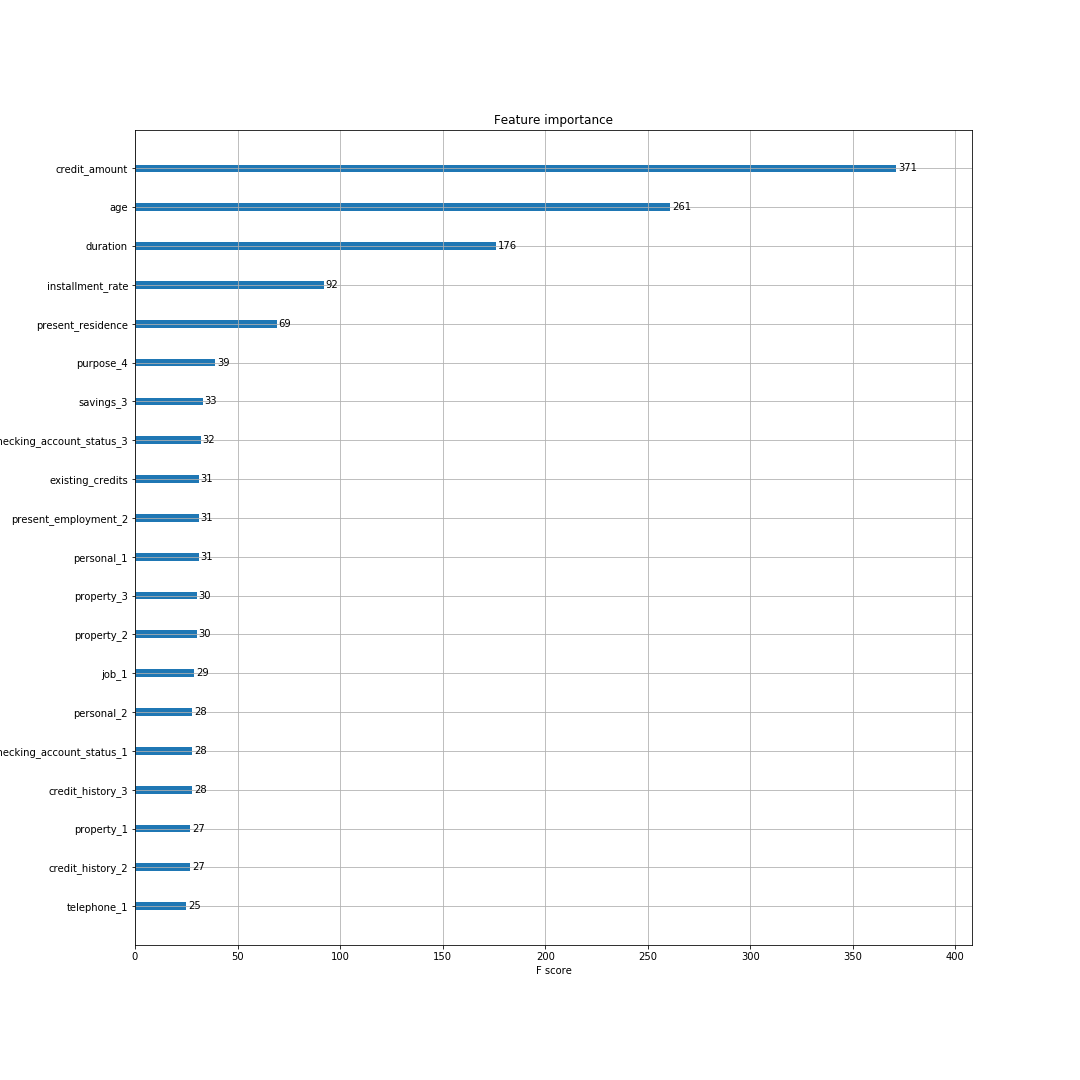 Feature importance
credit_amount 371
age 261
duration 176
installment_rate 92
present_residence 69
purpose_4 39
savings_3 33
hecking_account_status_3 32
existing_credits 31
present_employment_2 31
personal_1 31
property_3 30
property_2 30
job_1 29
personal_2 28
hecking_account_status_1 28
credit_history_3 28
property_1 27
credit_history_2 27
telephone_1 25
0 50 100 150 200 250 300 350 400
F score